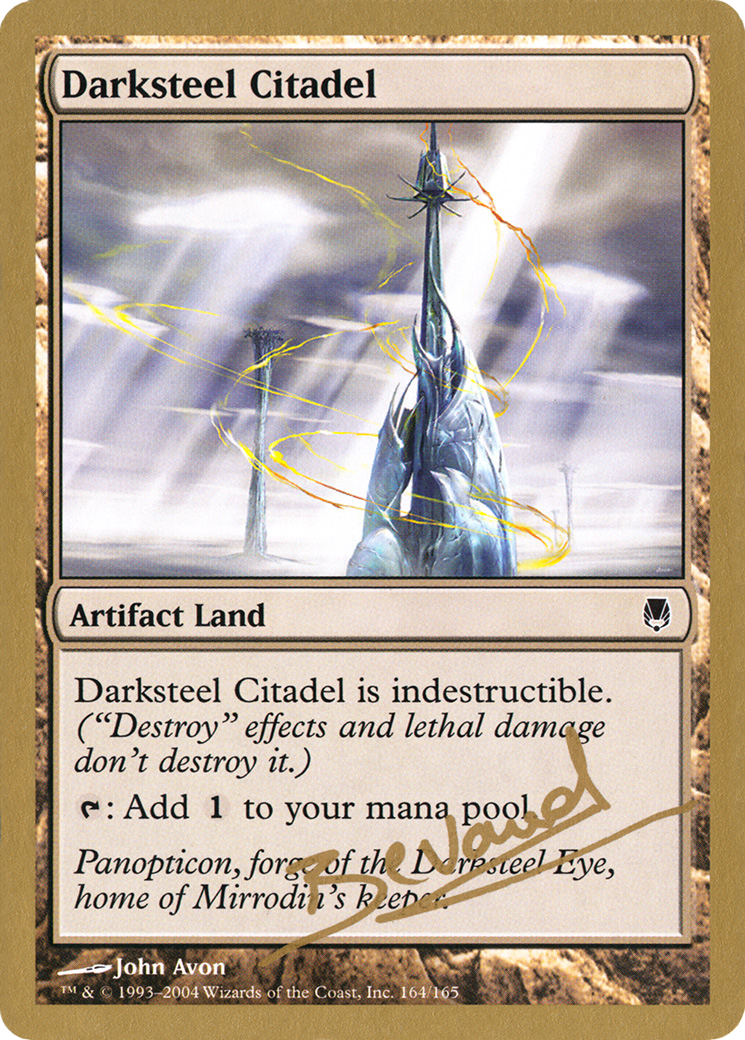 Darksteel Citadel
Artifact Land
Darksteel Citadel is indestructible.
(“Destroy” effects and lethal damage
don’t destroy it.)
: Add 1 to your mana pool.
Panopticon, forge of the Darksteel Eye,
home of Mirrodin’s keeper.
John Avon
™ & © 1993–2004 Wizards of the Coast, Inc. 164/165